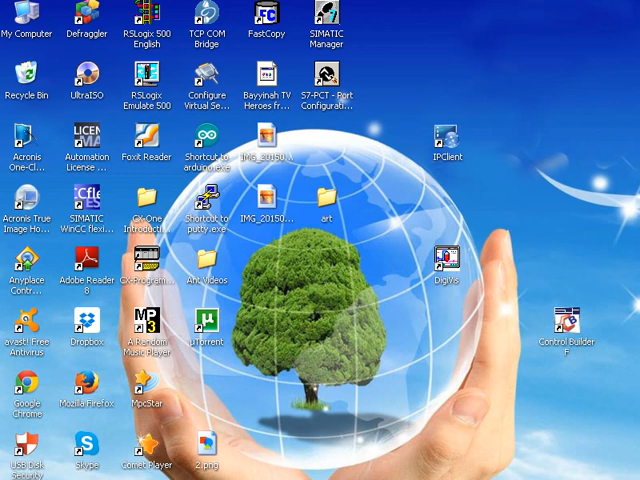 My Computer
Defraggler
RSLogix 500
English
TCP COM
Bridge
FastCopy
SIMATIC
Manager
Recycle Bin
UltraISO
RSLogix
Emulate 500
Configure
Virtual Se...
Bayyinah TV
Heroes fr...
S7-PCT - Port
Configurati...
Acronis
One-Cl...
Automation
License ...
Foxit Reader
Shortcut to
arduino.exe
IPClient
Acronis True
Image Ho...
SIMATIC
WinCC flexi...
CX-One
Introducti...
Shortcut to
putty.exe
IMG_20150...
art
Anyplace
Contr...
Adobe Reader
8
CX-Program...
Aht Videos
DigiVis
avast! Free
Antivirus
Dropbox
MP3
A Random
Music Player
µTorrent
Control Builder
F
Google
Chrome
Mozilla Firefox
MpcStar
USB Disk
Security
Skype
Comet Player
2.png